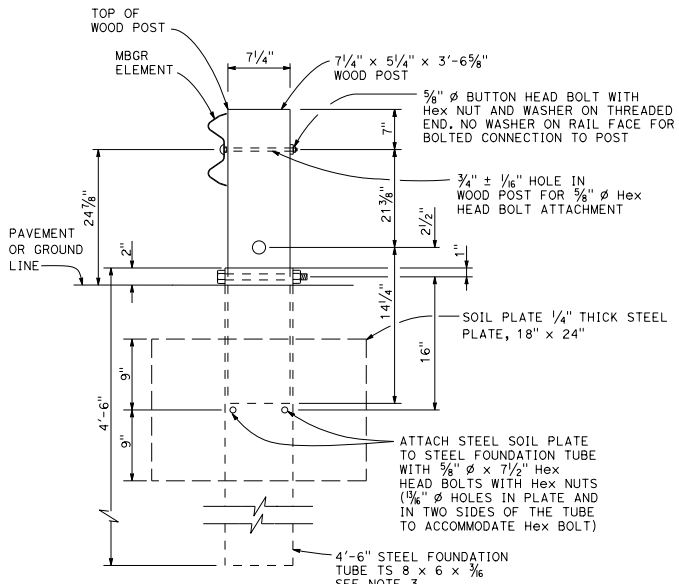 TOP OF
WOOD POST
MBGR
ELEMENT
7¼"
7¼" x 5¼" x 3'-6⅝"
WOOD POST
⅝" Ø BUTTON HEAD BOLT WITH
Hex NUT AND WASHER ON THREADED
END. NO WASHER ON RAIL FACE FOR
BOLTED CONNECTION TO POST
7"
¾" ± 1/16" HOLE IN
WOOD POST FOR ⅝" Ø Hex
HEAD BOLT ATTACHMENT
24⅞"
21⅜"
2½"
PAVEMENT
OR GROUND
LINE
2"
1"
14¼"
16"
SOIL PLATE ¼" THICK STEEL
PLATE, 18" x 24"
9"
4'-6"
9"
ATTACH STEEL SOIL PLATE
TO STEEL FOUNDATION TUBE
WITH ⅝" Ø x 7½" Hex
HEAD BOLTS WITH Hex NUTS
(13/16" Ø HOLES IN PLATE AND
IN TWO SIDES OF THE TUBE
TO ACCOMMODATE Hex BOLT)
4'-6" STEEL FOUNDATION
TUBE TS 8 x 6 x 3/16
SEE NOTE 3